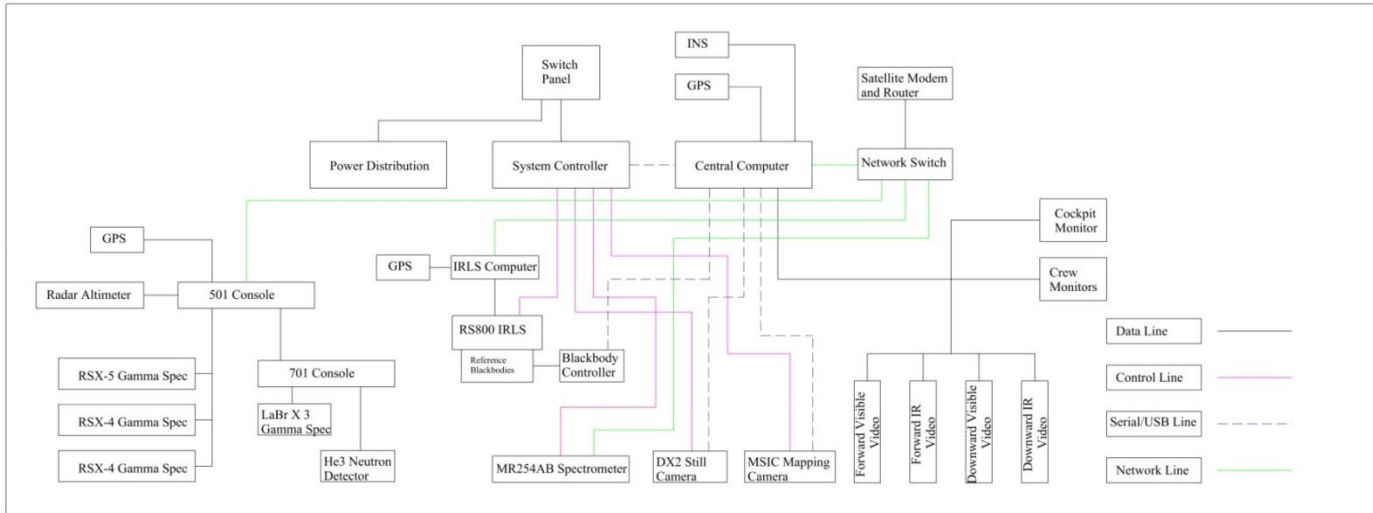 INS
Switch
Panel
GPS
Satellite Modem
and Router
Power Distribution
System Controller
Central Computer
Network Switch
Cockpit
Monitor
GPS
GPS
IRLS Computer
Crew
Monitors
Radar Altimeter
501 Console
RS800 IRLS
Data Line
Reference
Blackbodies
Blackbody
Controller
RSX-5 Gamma Spec
701 Console
Control Line
LaBr X 3
Gamma Spec
RSX-4 Gamma Spec
Serial/USB Line
Forward Visible
Video
Forward IR
Video
Downward Visible
Video
Downward IR
Video
RSX-4 Gamma Spec
He3 Neutron
Detector
MR254AB Spectrometer
DX2 Still
Camera
MSIC Mapping
Camera
Network Line